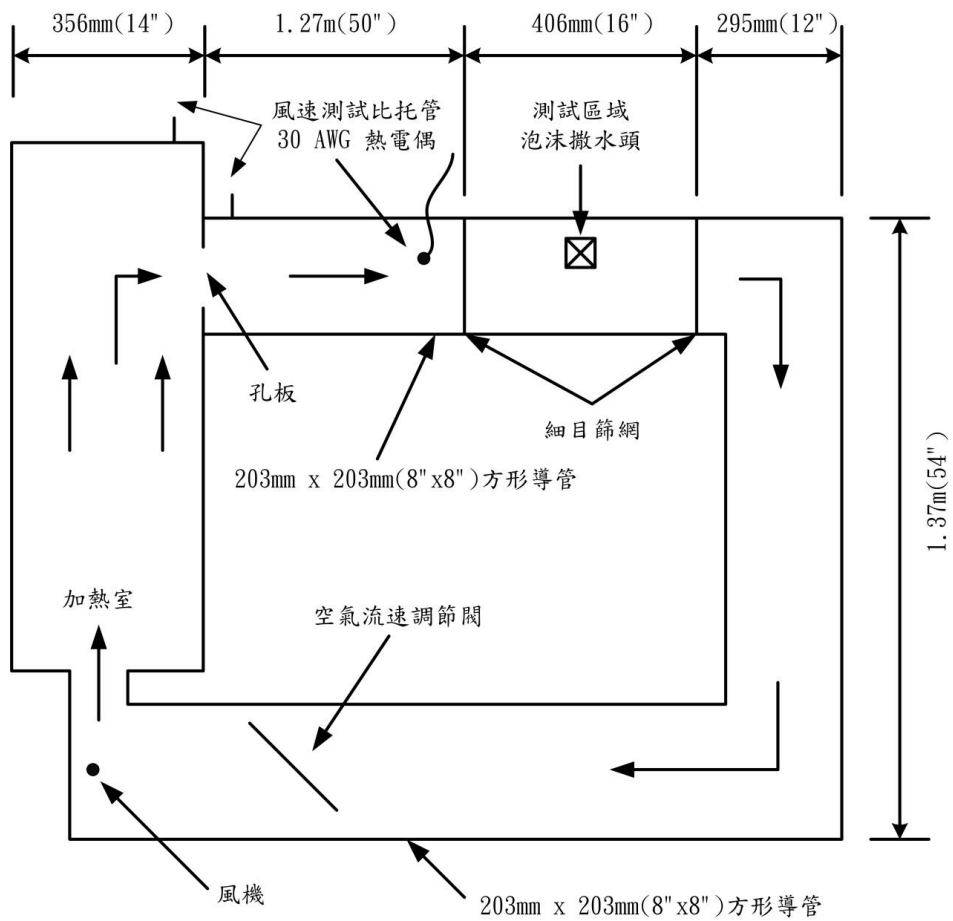 356mm(14")
1.27m(50")
406mm(16")
295mm(12")
風速測試比托管
30 AWG 熱電偶
測試區域
泡沫撒水頭
孔板
細目篩網
203mm x 203mm(8"x8")方形導管
1.37m(54")
加熱室
空氣流速調節閥
風機
203mm x 203mm(8"x8")方形導管